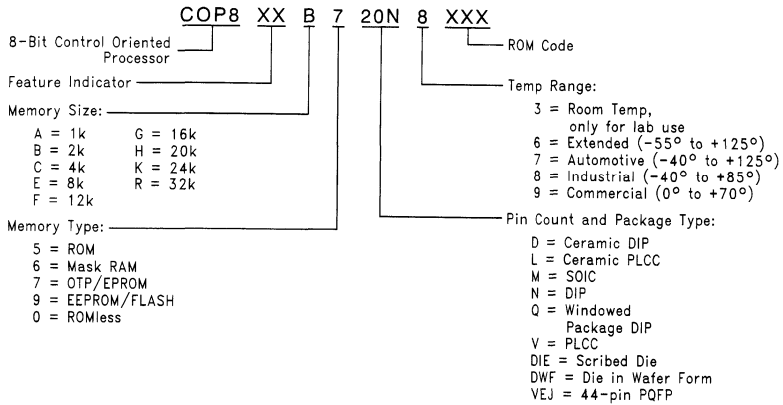 COP8 XX B 7 20N 8 XXX
8-Bit Control Oriented
Processor
Feature Indicator
Memory Size:
A = 1k G = 16k
B = 2k H = 20k
C = 4k K = 24k
E = 8k R = 32k
F = 12k
Memory Type:
5 = ROM
6 = Mask RAM
7 = OTP/EPROM
9 = EEPROM/FLASH
0 = ROMless
ROM Code
Temp Range:
3 = Room Temp,
only for lab use
6 = Extended (-55° to +125°)
7 = Automotive (-40° to +125°)
8 = Industrial (-40° to +85°)
9 = Commercial (0° to +70°)
Pin Count and Package Type:
D = Ceramic DIP
L = Ceramic PLCC
M = SOIC
N = DIP
Q = Windowed
Package DIP
V = PLCC
DIE = Scribed Die
DWF = Die in Wafer Form
VEJ = 44-pin PQFP